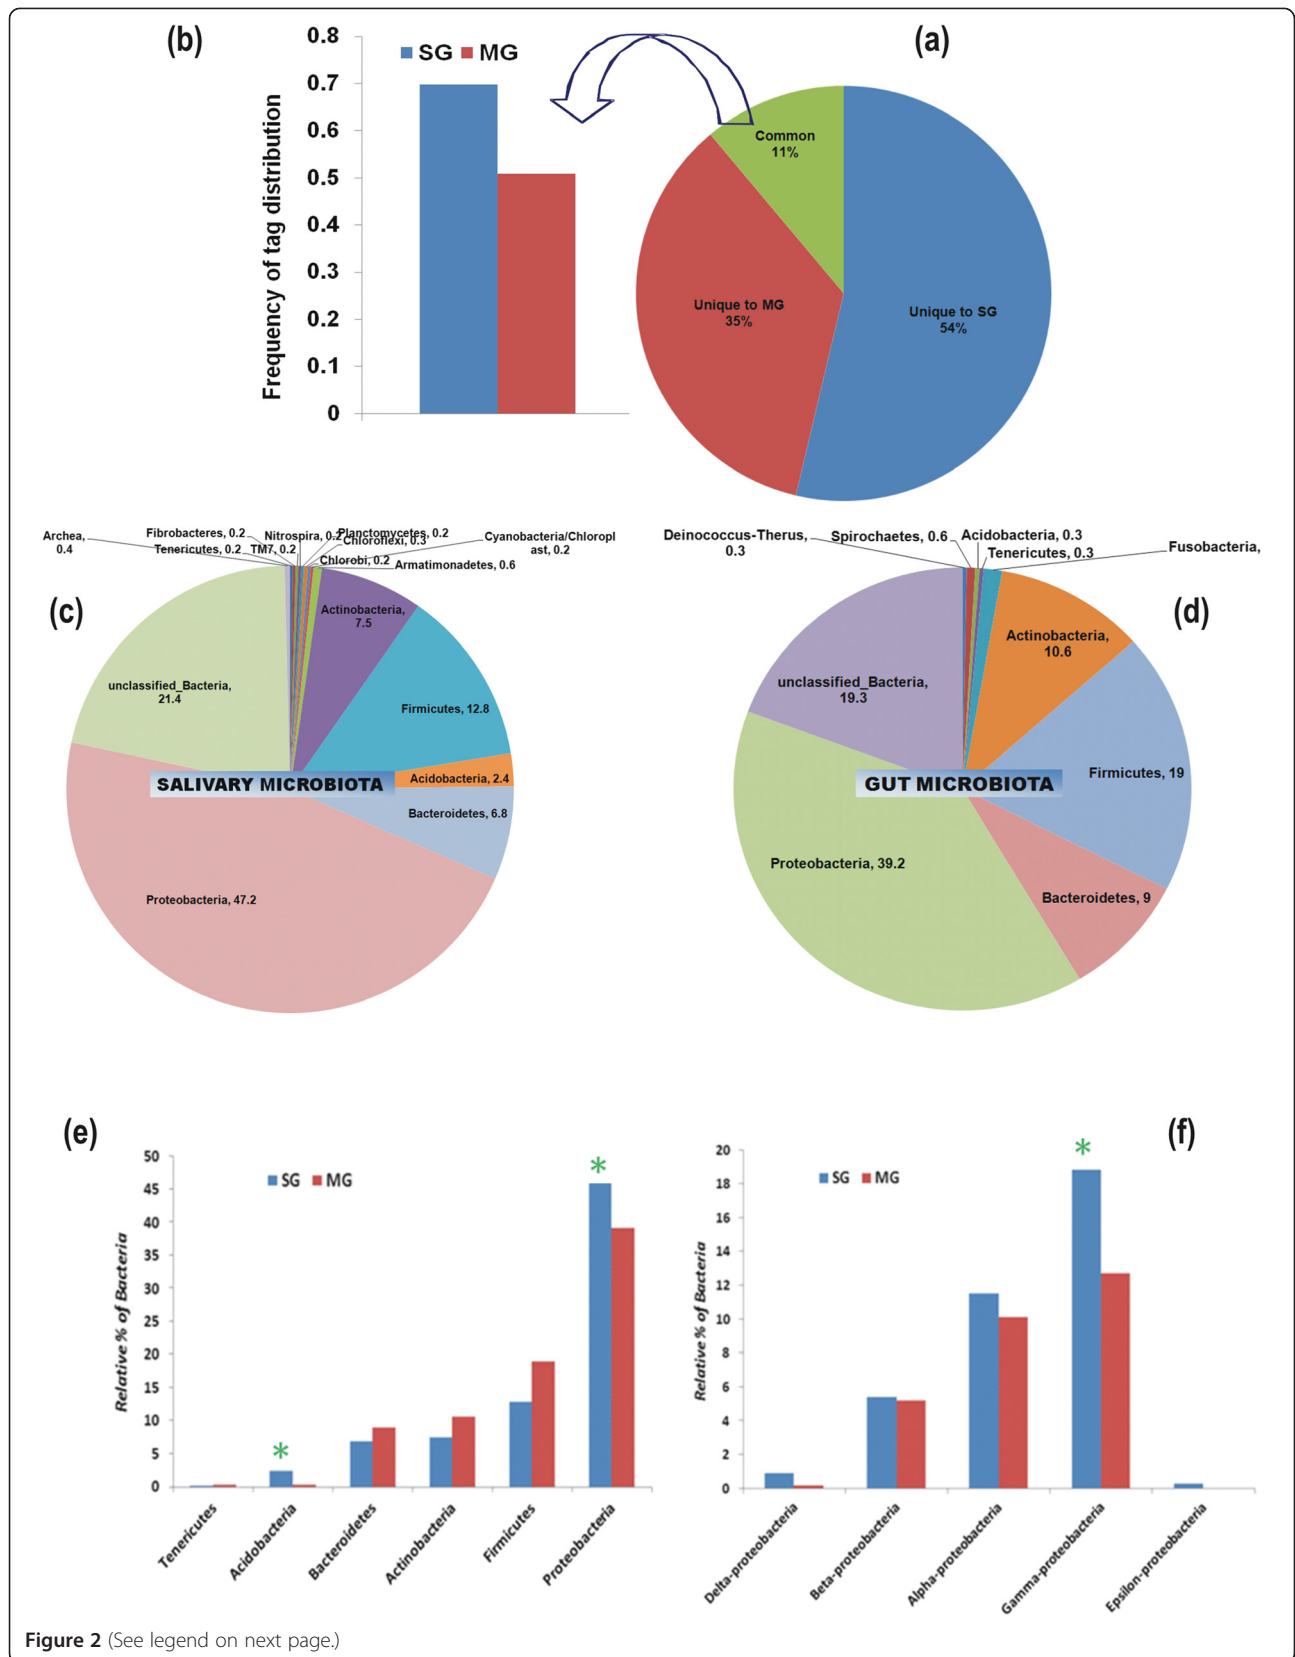 (b)
(a)
Frequency of tag distribution
0.8
0.7
0.6
0.5
0.4
0.3
0.2
0.1
0
SG MG
Common
11%
Unique to MG
35%
Unique to SG
54%
(c)
Archea,
0.4
Fibrobacteres, 0.2
Tenericutes, 0.2
TM7, 0.2
Nitrospira, 0.2
Planctomycetes, 0.2
Chloroflexi, 0.3
Chlorobi, 0.2
Cyanobacteria/Chloropl
ast, 0.2
Armatimonadetes, 0.6
Actinobacteria,
7.5
Firmicutes, 12.8
Acidobacteria, 2.4
Bacteroidetes, 6.8
Proteobacteria, 47.2
unclassified_Bacteria,
21.4
SALIVARY MICROBIOTA
(d)
Deinococcus-Therus,
0.3
Spirochaetes, 0.6
Acidobacteria, 0.3
Tenericutes, 0.3
Fusobacteria,
Actinobacteria,
10.6
Firmicutes, 19
Bacteroidetes, 9
Proteobacteria, 39.2
unclassified_Bacteria,
19.3
GUT MICROBIOTA
(e)
Relative % of Bacteria
50
45
40
35
30
25
20
15
10
5
0
SG MG
*
*
Tenericutes
Acidobacteria
Bacteroidetes
Actinobacteria
Firmicutes
Proteobacteria
(f)
Relative % of Bacteria
20
18
16
14
12
10
8
6
4
2
0
SG MG
*
Delta-proteobacteria
Beta-proteobacteria
Alpha-proteobacteria
Gamma-proteobacteria
Epsilon-proteobacteria
Figure 2 (See legend on next page.)